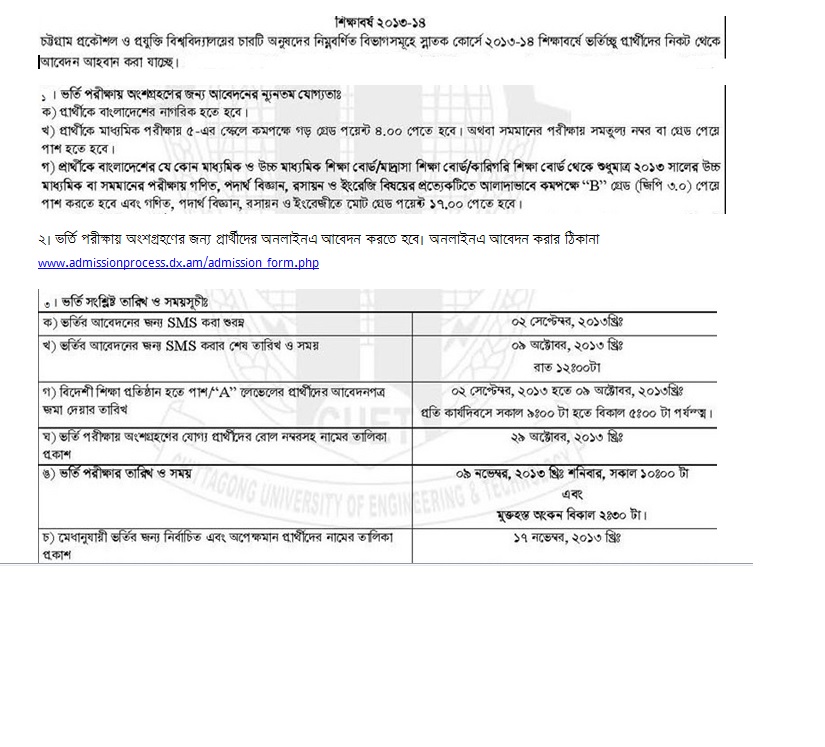 শিক্ষাবর্ষ ২০১৩-১৪
চট্টগ্রাম প্রকৌশল ও প্রযুক্তি বিশ্ববিদ্যালয়ের চারটি অনুষদের নিম্নবর্ণিত বিভাগসমূহে স্নাতক কোর্সে ২০১৩-১৪ শিক্ষাবর্ষে ভর্তিচ্ছু প্রার্থীদের নিকট থেকে
আবেদন আহবান করা যাচ্ছে।
১। ভর্তি পরীক্ষায় অংশগ্রহণের জন্য আবেদনের ন্যূনতম যোগ্যতাঃ
ক) প্রার্থীকে বাংলাদেশের নাগরিক হতে হবে।
খ) প্রার্থীকে মাধ্যমিক পরীক্ষায় ৫-এর স্কেলে কমপক্ষে গড় গ্রেড পয়েন্ট ৪.০০ পেতে হবে। অথবা সমমানের পরীক্ষায় সমতুল্য নম্বর বা গ্রেড পেয়ে
পাশ হতে হবে।
গ) প্রার্থীকে বাংলাদেশের যে কোন মাধ্যমিক ও উচ্চ মাধ্যমিক শিক্ষা বোর্ড/মাদ্রাসা শিক্ষা বোর্ড/কারিগরি শিক্ষা বোর্ড থেকে শুধুমাত্র ২০১৩ সালের উচ্চ
মাধ্যমিক বা সমমানের পরীক্ষায় গণিত, পদার্থ বিজ্ঞান, রসায়ন ও ইংরেজি বিষয়ের প্রত্যেকটিতে আলাদাভাবে কমপক্ষে “B” গ্রেড (জিপি ৩.০) পেয়ে
পাশ করতে হবে এবং গণিত, পদার্থ বিজ্ঞান, রসায়ন ও ইংরেজীতে মোট গ্রেড পয়েন্ট ১৭.০০ পেতে হবে।
২। ভর্তি পরীক্ষায় অংশগ্রহণের জন্য প্রার্থীদের অনলাইনএ আবেদন করতে হবে। অনলাইনএ আবেদন করার ঠিকানা
www.admissionprocess.dx.am/admission_form.php
৩। ভর্তি সংশ্লিষ্ট তারিখ ও সময়সূচীঃ
ক) ভর্তির আবেদনের জন্য SMS করা শুরু ০২ সেপ্টেম্বর, ২০১৩খ্রিঃ
খ) ভর্তির আবেদনের জন্য SMS করার শেষ তারিখ ও সময় ০৯ অক্টোবর, ২০১৩ খ্রিঃ
রাত ১২ঃ০০টা
গ) বিদেশী শিক্ষা প্রতিষ্ঠান হতে পাশ/“A” লেভেলের প্রার্থীদের আবেদনপত্র
জমা দেয়ার তারিখ
০২ সেপ্টেম্বর, ২০১৩ হতে ০৯ অক্টোবর, ২০১৩খ্রিঃ
প্রতি কার্যদিবসে সকাল ৯ঃ০০ টা হতে বিকাল ৫ঃ০০ টা পর্যন্ত।
ঘ) ভর্তি পরীক্ষায় অংশগ্রহণের যোগ্য প্রার্থীদের রোল নম্বরসহ নামের তালিকা
প্রকাশ
২৯ অক্টোবর, ২০১৩ খ্রিঃ
ঙ) ভর্তি পরীক্ষার তারিখ ও সময় ০৯ নভেম্বর, ২০১৩ খ্রিঃ শনিবার, সকাল ১০ঃ০০ টা
এবং
মুক্তহস্ত অংকন বিকাল ২ঃ৩০ টা।
চ) মেধানুযায়ী ভর্তির জন্য নির্বাচিত এবং অপেক্ষমান প্রার্থীদের নামের তালিকা
প্রকাশ
১৭ নভেম্বর, ২০১৩ খ্রিঃ
CUET
CHITTAGONG UNIVERSITY OF ENGINEERING & TECHNOLOGY